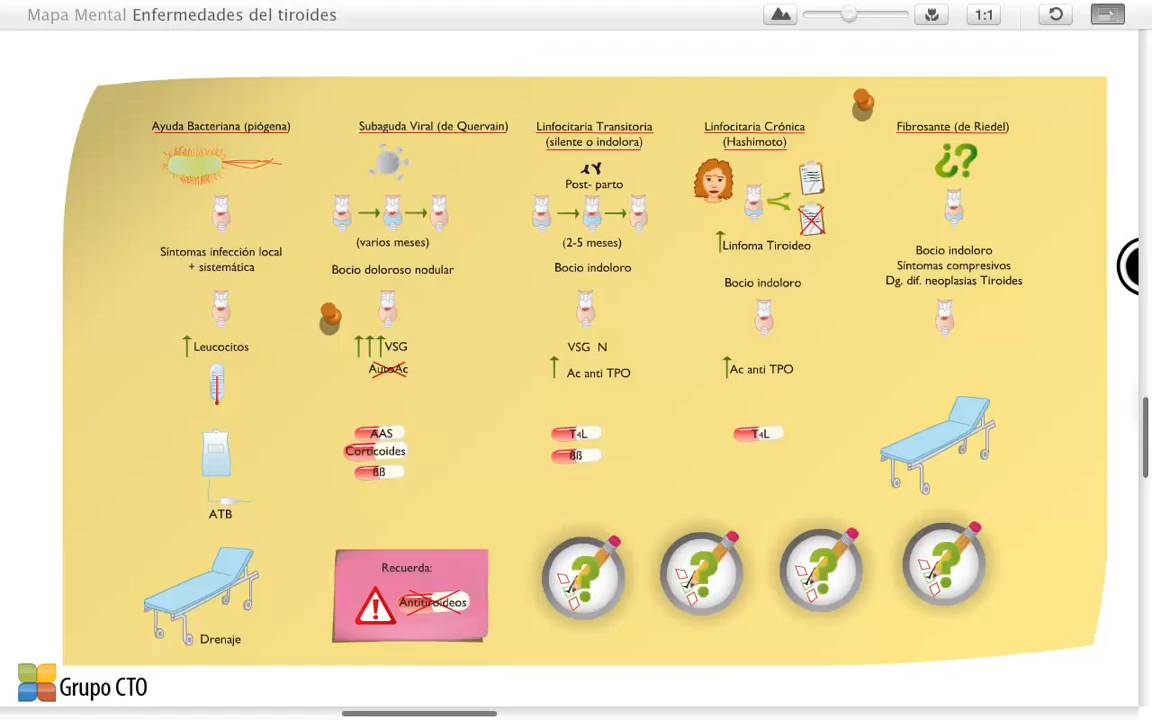 Mapa Mental Enfermedades del tiroides
1:1
Ayuda Bacteriana (piógena)
Síntomas infección local
+ sistemática
Leucocitos
ATB
Drenaje
Subaguda Viral (de Quervain)
(varios meses)
Bocio doloroso nodular
VSG
AutoAc
AAS
Corticoides
ßß
Recuerda:
Antitiroideos
Linfocitaria Transitoria
(silente o indolora)
Post- parto
(2-5 meses)
Bocio indoloro
VSG N
Ac anti TPO
T4L
ßß
Linfocitaria Crónica
(Hashimoto)
Linfoma Tiroideo
Bocio indoloro
Ac anti TPO
T4L
Fibrosante (de Riedel)
¿?
Bocio indoloro
Síntomas compresivos
Dg. dif. neoplasias Tiroides
? ? ? ?
Grupo CTO